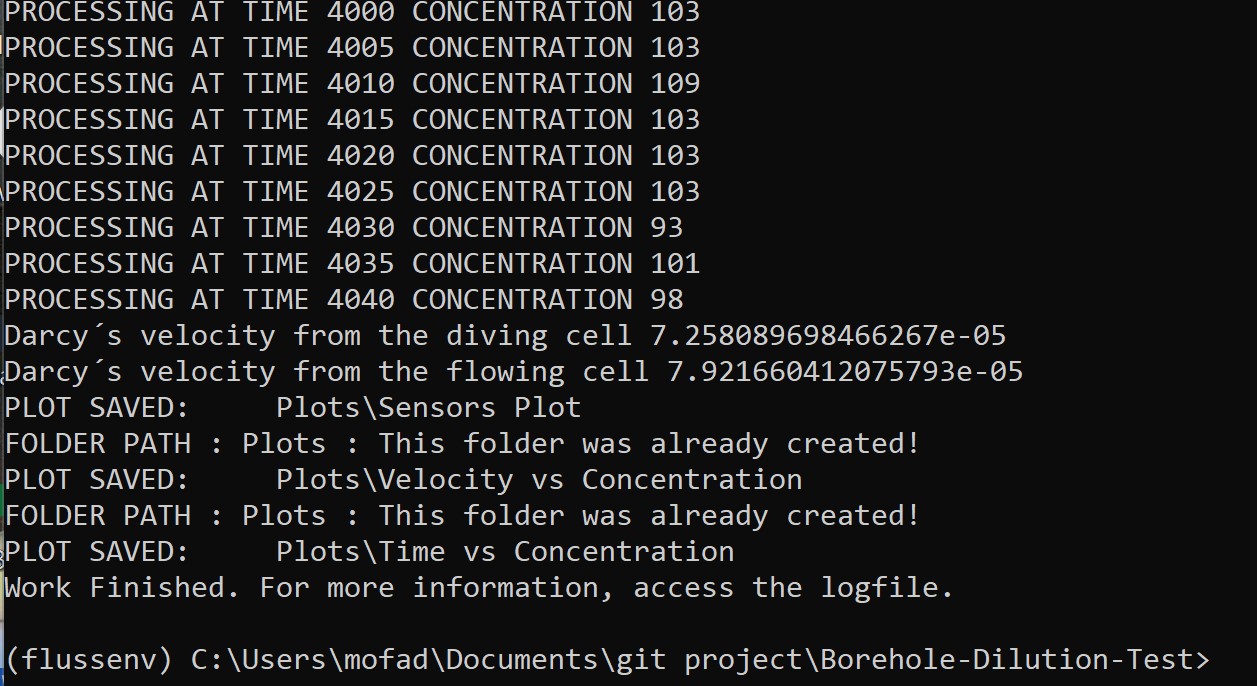 PROCESSING AT TIME 4000 CONCENTRATION 103
PROCESSING AT TIME 4005 CONCENTRATION 103
PROCESSING AT TIME 4010 CONCENTRATION 109
PROCESSING AT TIME 4015 CONCENTRATION 103
PROCESSING AT TIME 4020 CONCENTRATION 103
PROCESSING AT TIME 4025 CONCENTRATION 103
PROCESSING AT TIME 4030 CONCENTRATION 93
PROCESSING AT TIME 4035 CONCENTRATION 101
PROCESSING AT TIME 4040 CONCENTRATION 98
Darcy´s velocity from the diving cell 7.258089698466267e-05
Darcy´s velocity from the flowing cell 7.921660412075793e-05
PLOT SAVED:     Plots\Sensors Plot
FOLDER PATH : Plots : This folder was already created!
PLOT SAVED:     Plots\Velocity vs Concentration
FOLDER PATH : Plots : This folder was already created!
PLOT SAVED:     Plots\Time vs Concentration
Work Finished. For more information, access the logfile.
(flussenv) C:\Users\mofad\Documents\git project\Borehole-Dilution-Test>